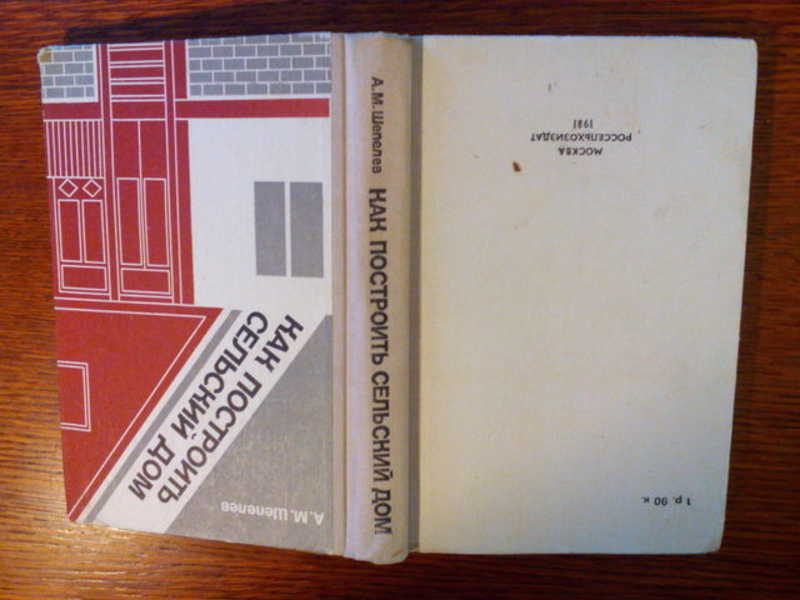 А.М. Шепелев
КАК ПОСТРОИТЬ
СЕЛЬСКИЙ ДОМ
А.М. Шепелев КАК ПОСТРОИТЬ СЕЛЬСКИЙ ДОМ
МОСКВА
РОССЕЛЬХОЗИЗДАТ
1981
1 р. 90 к.